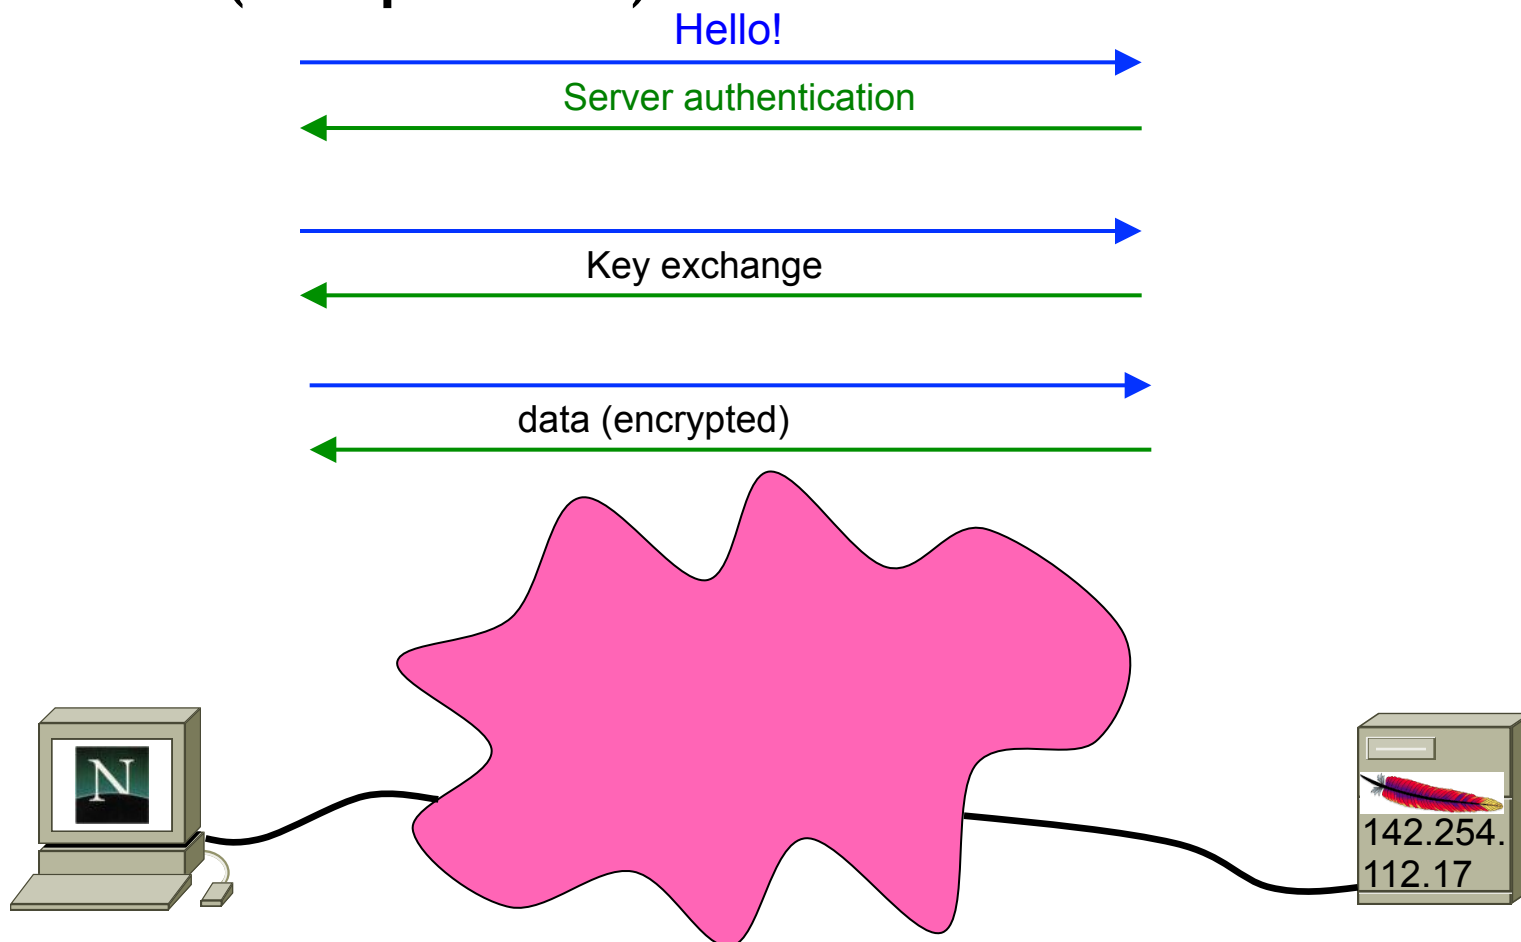 Hello!
Server authentication
Key exchange
data (encrypted)
N
142.254.
112.17